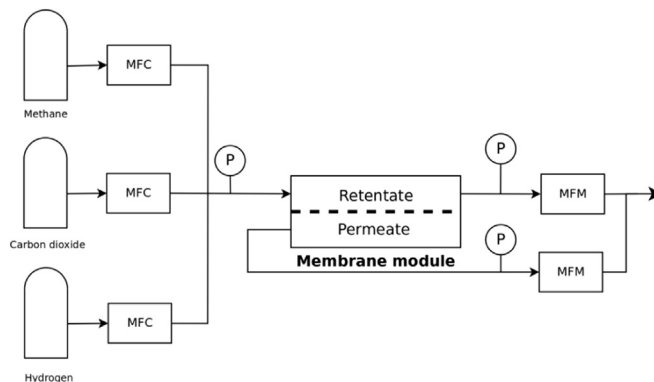 MFC
Methane
P
P
Carbon dioxide
MFC
Retentate
MFM
Permeate
P
Membrane module
MFM
MFC
Hydrogen